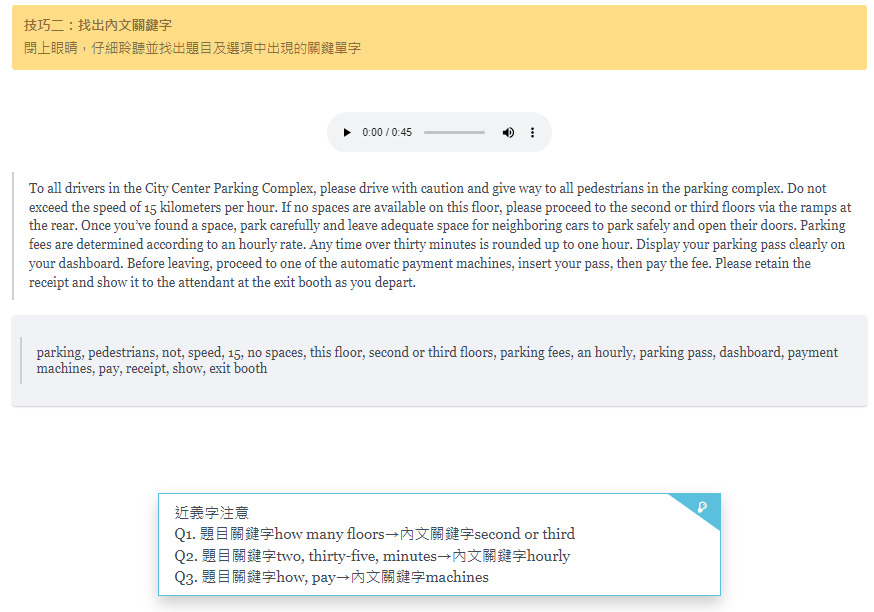 技巧二：找出內文關鍵字
閉上眼睛，仔細聆聽並找出題目及選項中出現的關鍵單字
0:00 / 0:45
To all drivers in the City Center Parking Complex, please drive with caution and give way to all pedestrians in the parking complex. Do not
exceed the speed of 15 kilometers per hour. If no spaces are available on this floor, please proceed to the second or third floors via the ramps at
the rear. Once you've found a space, park carefully and leave adequate space for neighboring cars to park safely and open their doors. Parking
fees are determined according to an hourly rate. Any time over thirty minutes is rounded up to one hour. Display your parking pass clearly on
your dashboard. Before leaving, proceed to one of the automatic payment machines, insert your pass, then pay the fee. Please retain the
receipt and show it to the attendant at the exit booth as you depart.
parking, pedestrians, not, speed, 15, no spaces, this floor, second or third floors, parking fees, an hourly, parking pass, dashboard, payment
machines, pay, receipt, show, exit booth
近義字注意
Q1. 題目關鍵字how many floors→內文關鍵字second or third
Q2. 題目關鍵字two, thirty-five, minutes→內文關鍵字hourly
Q3. 題目關鍵字how, pay→內文關鍵字machines